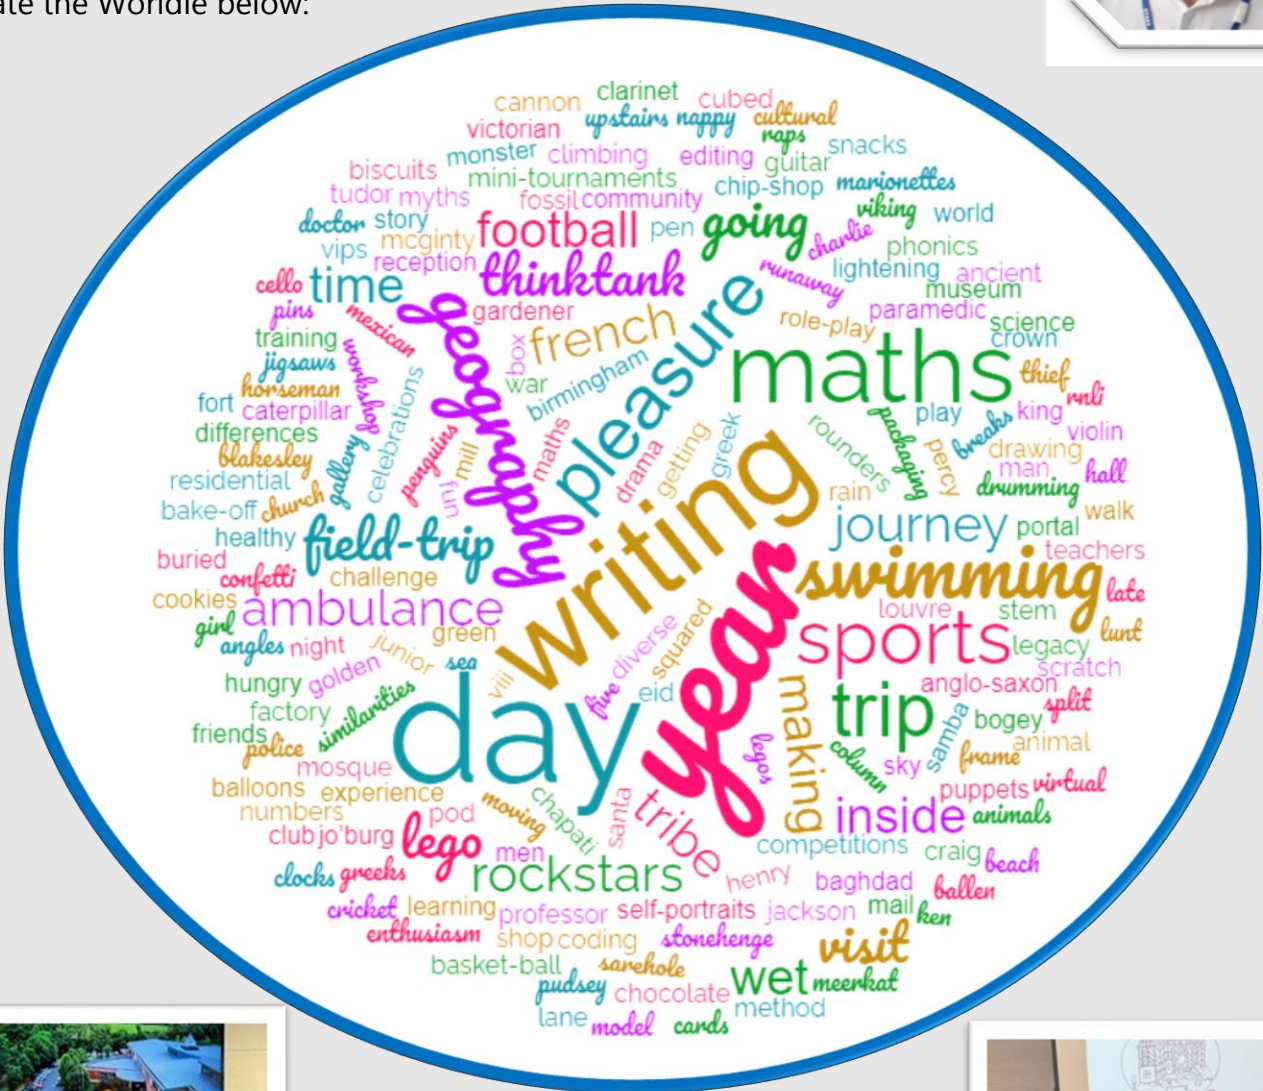 ate the Worldle below:
clarinet
cannon cubed
upstairs nappy cultural
victorian raps
monster climbing editing guitar snacks
biscuits mini-tournaments chip-shop marionettes
tudor myths fossil community viking world
doctor story football pen going charlie
vips mcginty phonics
reception thinktank runaway lightening ancient
cello time museum
pins mexican geography gardener pleasure paramedic
training french role-play science
crown
jigsaws workshop box birmingham maths thief
horseman war rnli
fort caterpillar celebrations play breaks king
differences maths greek rounders packaging violin
blakesley gallery penguins mill drama getting percy drawing
residential fun man hall
church rain drumming
bake-off writing walk
healthy field-trip journey portal
buried teachers
confetti challenge swimming late
cookies ambulance louvre stem
girl green squared sports lunt
angles night junior sea diverse year legacy
scratch
hungry golden viii five eid making trip anglo-saxon split
factory similarities day samba bogey
friends police legos column sky frame animal
mosque
balloons experience puppets virtual
numbers pod moving chapati santa tribe inside animals
club jo'burg lego men competitions craig beach
clocks greeks rockstars henry baghdad ballen
cricket learning professor self-portraits jackson mail ken
enthusiasm shop coding stonehenge visit
basket-ball sarehole
pudsey chocolate wet meerkat
lane method
model cards